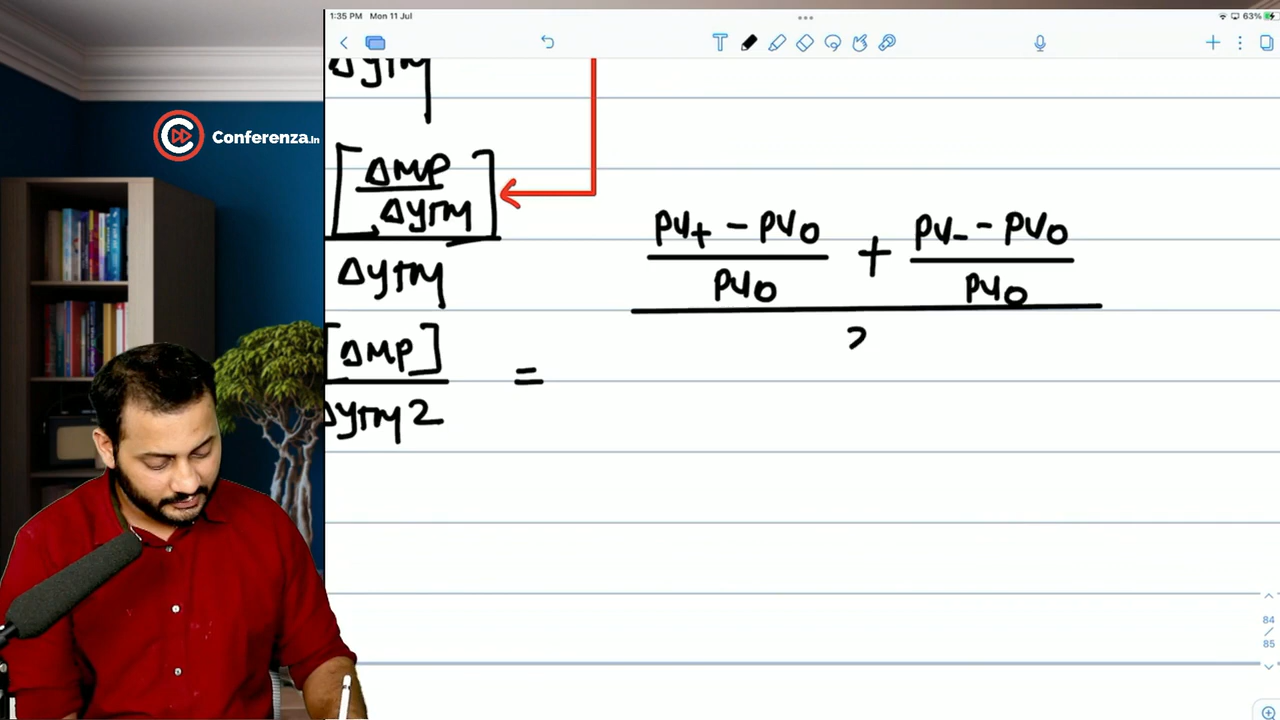 1:35 PM Mon 11 Jul
63%
Conferenza.in
T
ΔYTM
[ΔMP
ΔYTM]
ΔYTM
[ΔMP]
ΔYTM2
=
PV+ - PV0 + PV- - PV0
PV0 PV0
84
/
85